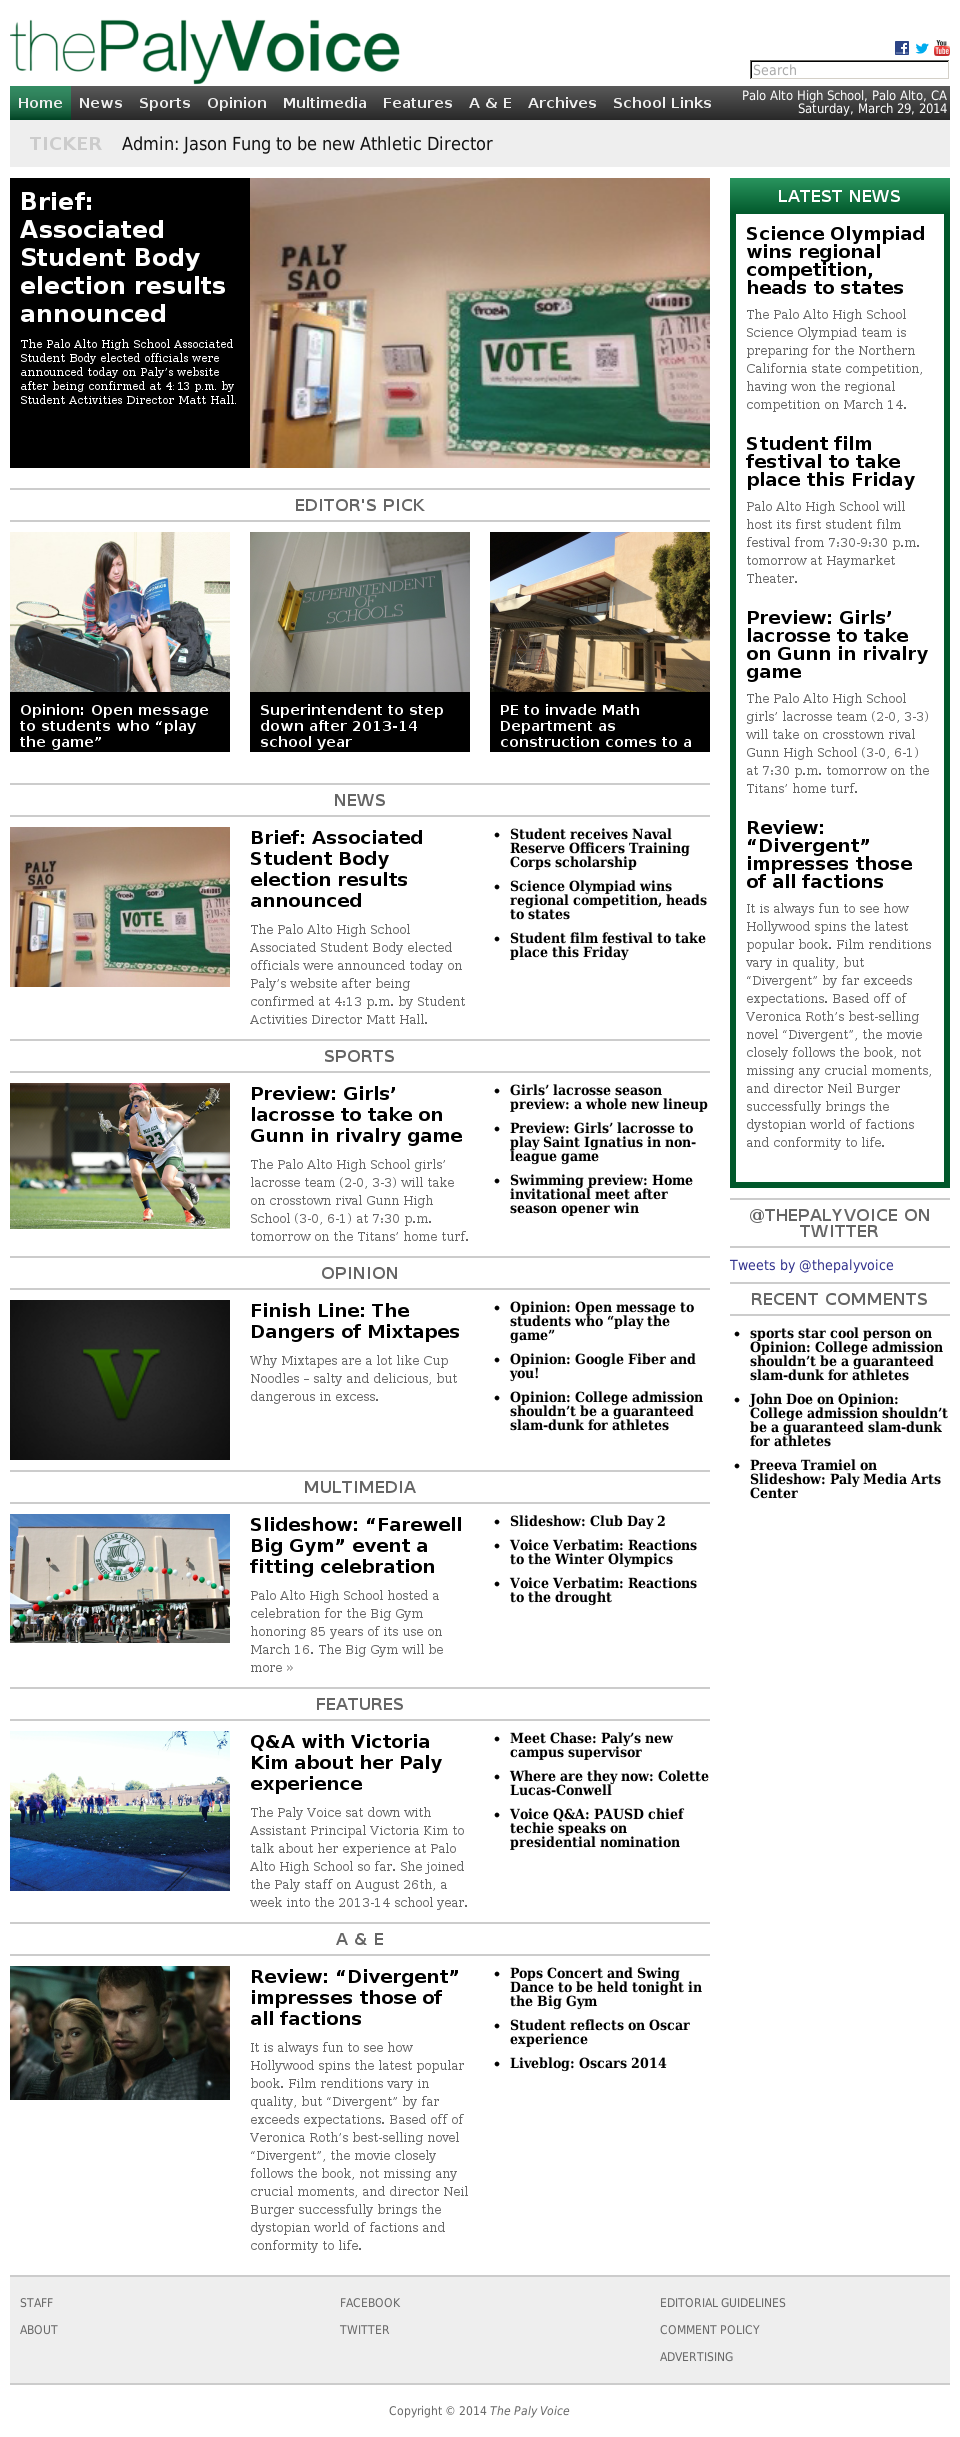 thePalyVoice
Search
Home News Sports Opinion Multimedia Features A & E Archives School Links
Palo Alto High School, Palo Alto, CA
Saturday, March 29, 2014
TICKER Admin: Jason Fung to be new Athletic Director
Brief:
Associated
Student Body
election results
announced
The Palo Alto High School Associated
Student Body elected officials were
announced today on Paly’s website
after being confirmed at 4:13 p.m. by
Student Activities Director Matt Hall.
PALY
SAO
frosh
JUNIORS
VOTE
EDITOR'S PICK
SUPERINTENDENT
OF
SCHOOLS
Opinion: Open message
to students who “play
the game”
Superintendent to step
down after 2013-14
school year
PE to invade Math
Department as
construction comes to a
NEWS
PALY
SAO
VOTE
Brief: Associated
Student Body
election results
announced
The Palo Alto High School
Associated Student Body elected
officials were announced today on
Paly’s website after being
confirmed at 4:13 p.m. by Student
Activities Director Matt Hall.
• Student receives Naval
Reserve Officers Training
Corps scholarship
• Science Olympiad wins
regional competition, heads
to states
• Student film festival to take
place this Friday
SPORTS
23
Preview: Girls’
lacrosse to take on
Gunn in rivalry game
The Palo Alto High School girls’
lacrosse team (2-0, 3-3) will take
on crosstown rival Gunn High
School (3-0, 6-1) at 7:30 p.m.
tomorrow on the Titans’ home turf.
• Girls’ lacrosse season
preview: a whole new lineup
• Preview: Girls’ lacrosse to
play Saint Ignatius in non-
league game
• Swimming preview: Home
invitational meet after
season opener win
OPINION
V
Finish Line: The
Dangers of Mixtapes
Why Mixtapes are a lot like Cup
Noodles – salty and delicious, but
dangerous in excess.
• Opinion: Open message to
students who “play the
game”
• Opinion: Google Fiber and
you!
• Opinion: College admission
shouldn’t be a guaranteed
slam-dunk for athletes
MULTIMEDIA
PALO ALTO
Slideshow: “Farewell
Big Gym” event a
fitting celebration
Palo Alto High School hosted a
celebration for the Big Gym
honoring 85 years of its use on
March 16. The Big Gym will be
more »
• Slideshow: Club Day 2
• Voice Verbatim: Reactions
to the Winter Olympics
• Voice Verbatim: Reactions
to the drought
FEATURES
Q&A with Victoria
Kim about her Paly
experience
The Paly Voice sat down with
Assistant Principal Victoria Kim to
talk about her experience at Palo
Alto High School so far. She joined
the Paly staff on August 26th, a
week into the 2013-14 school year.
• Meet Chase: Paly’s new
campus supervisor
• Where are they now: Colette
Lucas-Conwell
• Voice Q&A: PAUSD chief
techie speaks on
presidential nomination
A & E
Review: “Divergent”
impresses those of
all factions
It is always fun to see how
Hollywood spins the latest popular
book. Film renditions vary in
quality, but “Divergent” by far
exceeds expectations. Based off of
Veronica Roth’s best-selling novel
“Divergent”, the movie closely
follows the book, not missing any
crucial moments, and director Neil
Burger successfully brings the
dystopian world of factions and
conformity to life.
• Pops Concert and Swing
Dance to be held tonight in
the Big Gym
• Student reflects on Oscar
experience
• Liveblog: Oscars 2014
LATEST NEWS
Science Olympiad
wins regional
competition,
heads to states
The Palo Alto High School
Science Olympiad team is
preparing for the Northern
California state competition,
having won the regional
competition on March 14.
Student film
festival to take
place this Friday
Palo Alto High School will
host its first student film
festival from 7:30-9:30 p.m.
tomorrow at Haymarket
Theater.
Preview: Girls’
lacrosse to take
on Gunn in rivalry
game
The Palo Alto High School
girls’ lacrosse team (2-0, 3-3)
will take on crosstown rival
Gunn High School (3-0, 6-1)
at 7:30 p.m. tomorrow on the
Titans’ home turf.
Review:
“Divergent”
impresses those
of all factions
It is always fun to see how
Hollywood spins the latest
popular book. Film renditions
vary in quality, but
“Divergent” by far exceeds
expectations. Based off of
Veronica Roth’s best-selling
novel “Divergent”, the movie
closely follows the book, not
missing any crucial moments,
and director Neil Burger
successfully brings the
dystopian world of factions
and conformity to life.
@THEPALYVOICE ON
TWITTER
Tweets by @thepalyvoice
RECENT COMMENTS
• sports star cool person on
Opinion: College admission
shouldn’t be a guaranteed
slam-dunk for athletes
• John Doe on Opinion:
College admission shouldn’t
be a guaranteed slam-dunk
for athletes
• Preeva Tramiel on
Slideshow: Paly Media Arts
Center
STAFF FACEBOOK EDITORIAL GUIDELINES
ABOUT TWITTER COMMENT POLICY
ADVERTISING
Copyright © 2014 The Paly Voice